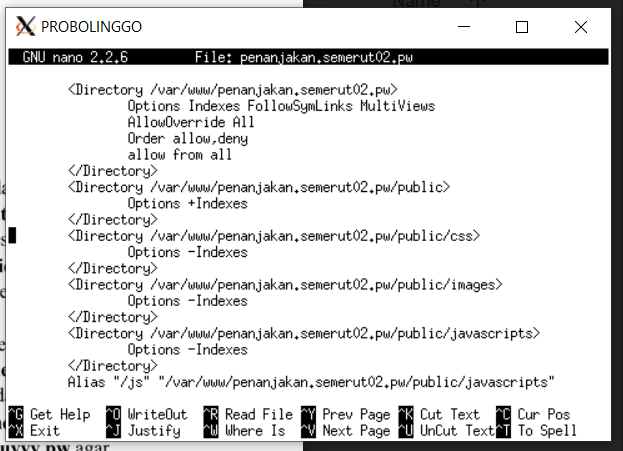 Name
PROBOLINGGO
GNU nano 2.2.6 File: penanjakan.semerut02.pw
<Directory /var/www/penanjakan.semerut02.pw>
Options Indexes FollowSymLinks MultiViews
AllowOverride All
Order allow,deny
allow from all
</Directory>
<Directory /var/www/penanjakan.semerut02.pw/public>
Options +Indexes
</Directory>
<Directory /var/www/penanjakan.semerut02.pw/public/css>
Options -Indexes
</Directory>
<Directory /var/www/penanjakan.semerut02.pw/public/images>
Options -Indexes
</Directory>
<Directory /var/www/penanjakan.semerut02.pw/public/javascripts>
Options -Indexes
</Directory>
Alias "/js" "/var/www/penanjakan.semerut02.pw/public/javascripts"
^G Get Help ^O WriteOut ^R Read File ^Y Prev Page ^K Cut Text ^C Cur Pos
^X Exit ^J Justify ^W Where Is ^V Next Page ^U UnCut Text ^T To Spell
agar